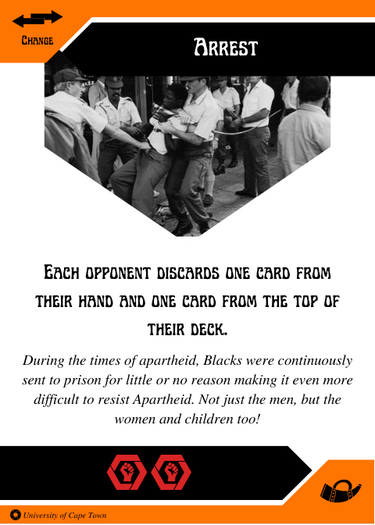 Change
Arrest
Each opponent discards one card from
their hand and one card from the top of
their deck.
During the times of apartheid, Blacks were continuously
sent to prison for little or no reason making it even more
difficult to resist Apartheid. Not just the men, but the
women and children too!
University of Cape Town